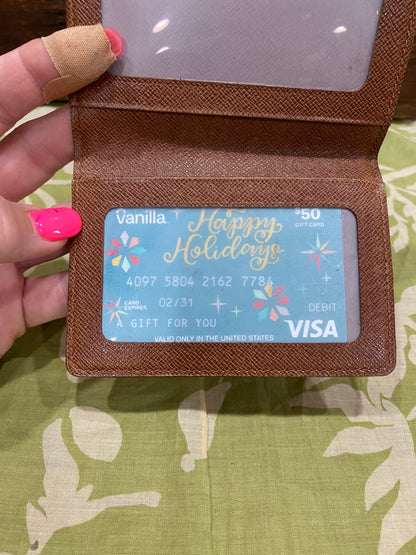 vanilla
$50
GIFT CARD
Happy
Holidays
4097 5804 2162 7784
CARD
EXPIRES 02/31
DEBIT
A GIFT FOR YOU
VISA
VALID ONLY IN THE UNITED STATES